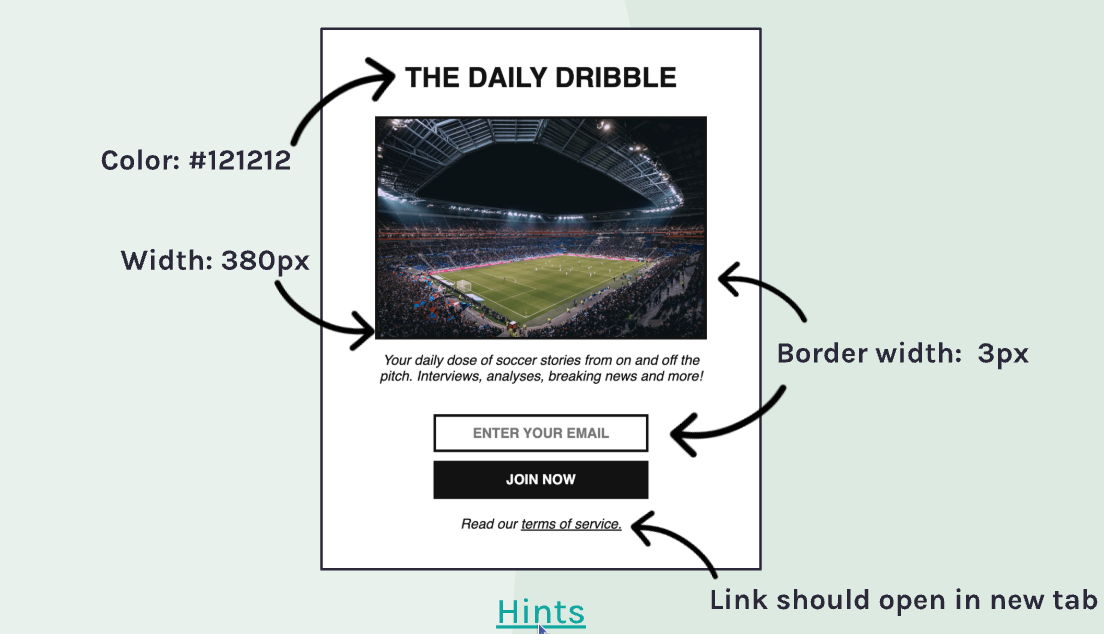 THE DAILY DRIBBLE
Color: #121212
Width: 380px
Border width: 3px
Your daily dose of soccer stories from on and off the
pitch. Interviews, analyses, breaking news and more!
ENTER YOUR EMAIL
JOIN NOW
Read our terms of service.
Link should open in new tab
Hints